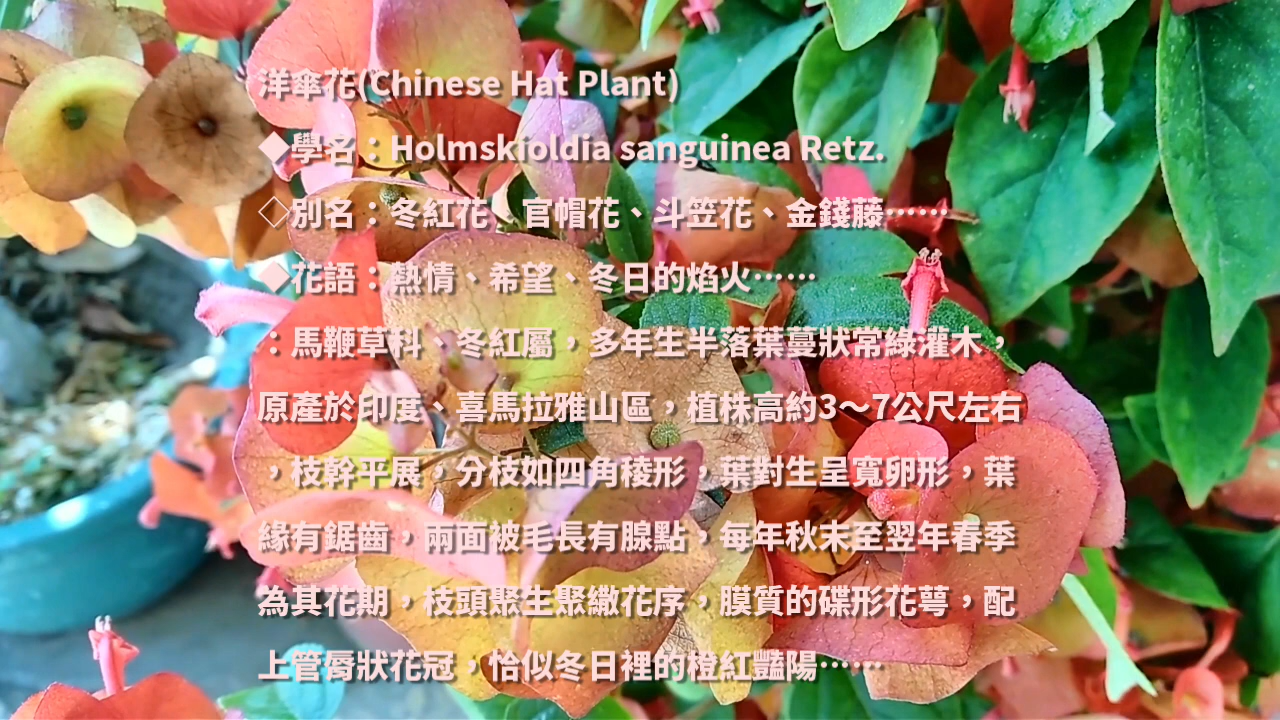 洋傘花(Chinese Hat Plant)
◆學名：Holmskioldia sanguinea Retz.
◇別名：冬紅花、官帽花、斗笠花、金錢藤……
◆花語：熱情、希望、冬日的焰火……
：馬鞭草科、冬紅屬，多年生半落葉蔓狀常綠灌木，
原產於印度、喜馬拉雅山區，植株高約3～7公尺左右
，枝幹平展，分枝如四角稜形，葉對生呈寬卵形，葉
緣有鋸齒，兩面被毛長有腺點，每年秋末至翌年春季
為其花期，枝頭聚生聚繖花序，膜質的碟形花萼，配
上管脣狀花冠，恰似冬日裡的橙紅豔陽……